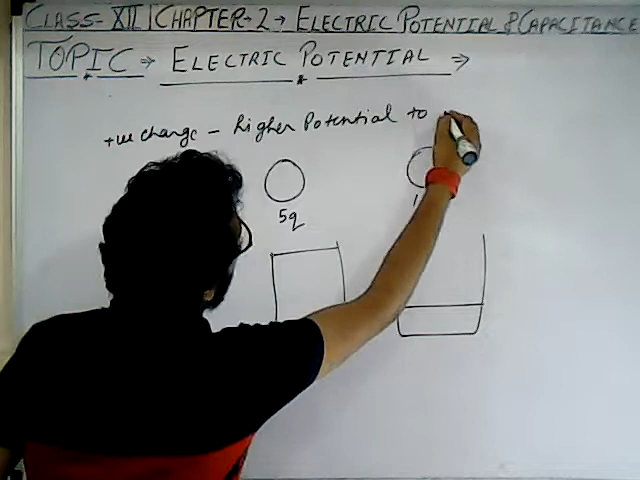 CLASS-XII | CHAPTER-2 → ELECTRIC POTENTIAL & CAPACITANCE
TOPIC → ELECTRIC POTENTIAL ⇒
+ve charge - higher Potential to
5q